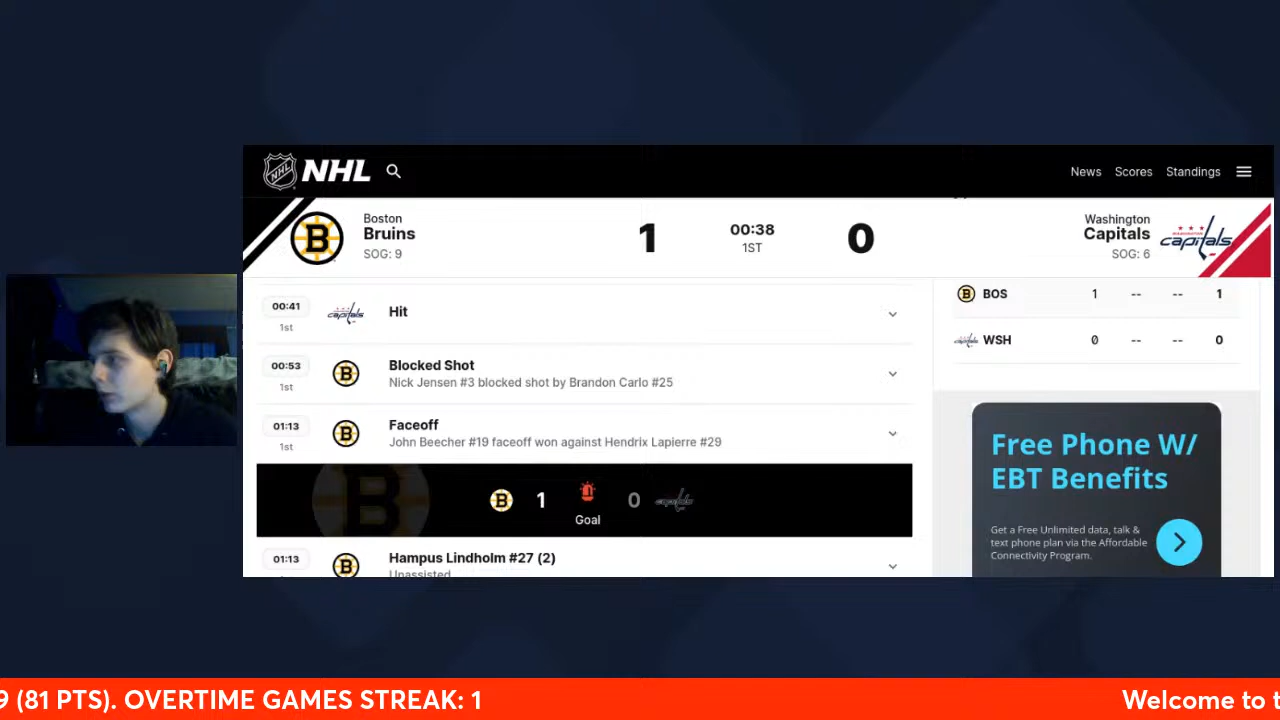 NHL
News Scores Standings
Boston
Bruins
SOG: 9
1
00:38
1ST
0
Washington
Capitals
SOG: 6
capitals
00:41
1st
capitals
Hit
00:53
1st
Blocked Shot
Nick Jensen #3 blocked shot by Brandon Carlo #25
01:13
1st
Faceoff
John Beecher #19 faceoff won against Hendrix Lapierre #29
1 0
Goal
01:13
Hampus Lindholm #27 (2)
Unassisted
BOS 1 -- -- 1
WSH 0 -- -- 0
Free Phone W/
EBT Benefits
Get a Free Unlimited data, talk &
text phone plan via the Affordable
Connectivity Program.
9 (81 PTS). OVERTIME GAMES STREAK: 1
Welcome to t